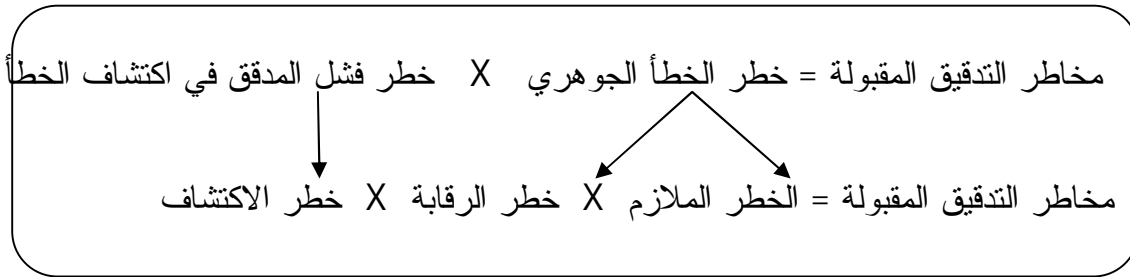 مخاطر التدقيق المقبولة = خطر الخطأ الجوهري X خطر فشل المدقق في اكتشاف الخطأ
مخاطر التدقيق المقبولة = الخطر الملازم X خطر الرقابة X خطر الاكتشاف